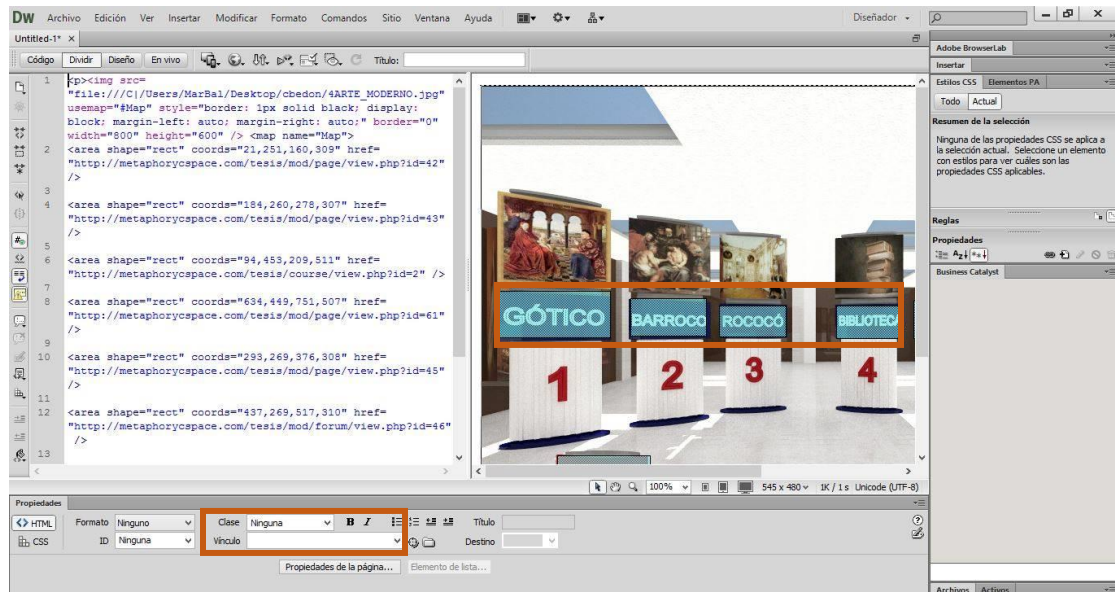 DW Archivo Edición Ver Insertar Modificar Formato Comandos Sitio Ventana Ayuda Diseñador
Untitled-1* ×
Código Dividir Diseño En vivo Título:
1 <p><img src=
"file:///C|/Users/MarBal/Desktop/cbedon/4ARTE_MODERNO.jpg"
usemap="#Map" style="border: 1px solid black; display:
block; margin-left: auto; margin-right: auto;" border="0"
width="800" height="600" /> <map name="Map">
2 <area shape="rect" coords="21,251,160,309" href=
"http://metaphorycspace.com/tesis/mod/page/view.php?id=42"
/>
3
4 <area shape="rect" coords="184,260,278,307" href=
"http://metaphorycspace.com/tesis/mod/page/view.php?id=43"
/>
5
6 <area shape="rect" coords="94,453,209,511" href=
"http://metaphorycspace.com/tesis/course/view.php?id=2" />
7
8 <area shape="rect" coords="634,449,751,507" href=
"http://metaphorycspace.com/tesis/mod/page/view.php?id=61"
/>
9
10 <area shape="rect" coords="293,269,376,308" href=
"http://metaphorycspace.com/tesis/mod/page/view.php?id=45"
/>
11
12 <area shape="rect" coords="437,269,517,310" href=
"http://metaphorycspace.com/tesis/mod/forum/view.php?id=46"
/>
13
GÓTICO BARROCO ROCOCÓ BIBLIOTECA
1 2 3 4
100% 545 x 480 1K / 1 s Unicode (UTF-8)
Adobe BrowserLab
Insertar
Estilos CSS Elementos PA
Todo Actual
Resumen de la selección
Ninguna de las propiedades CSS se aplica a
la selección actual. Seleccione un elemento
con estilos para ver cuáles son las
propiedades CSS aplicables.
Reglas
Propiedades
Business Catalyst
Archivos Activos
Propiedades
<> HTML Formato Ninguno Clase Ninguna B I Título
CSS ID Ninguna Vínculo Destino
Propiedades de la página... Elemento de lista...